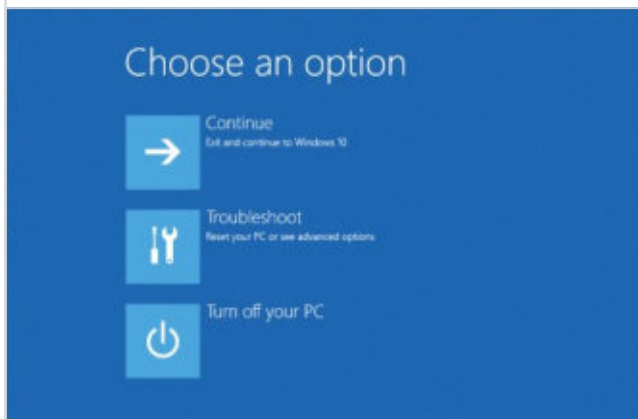 Choose an option
Continue
Exit and continue to Windows 10
Troubleshoot
Reset your PC or see advanced options
Turn off your PC